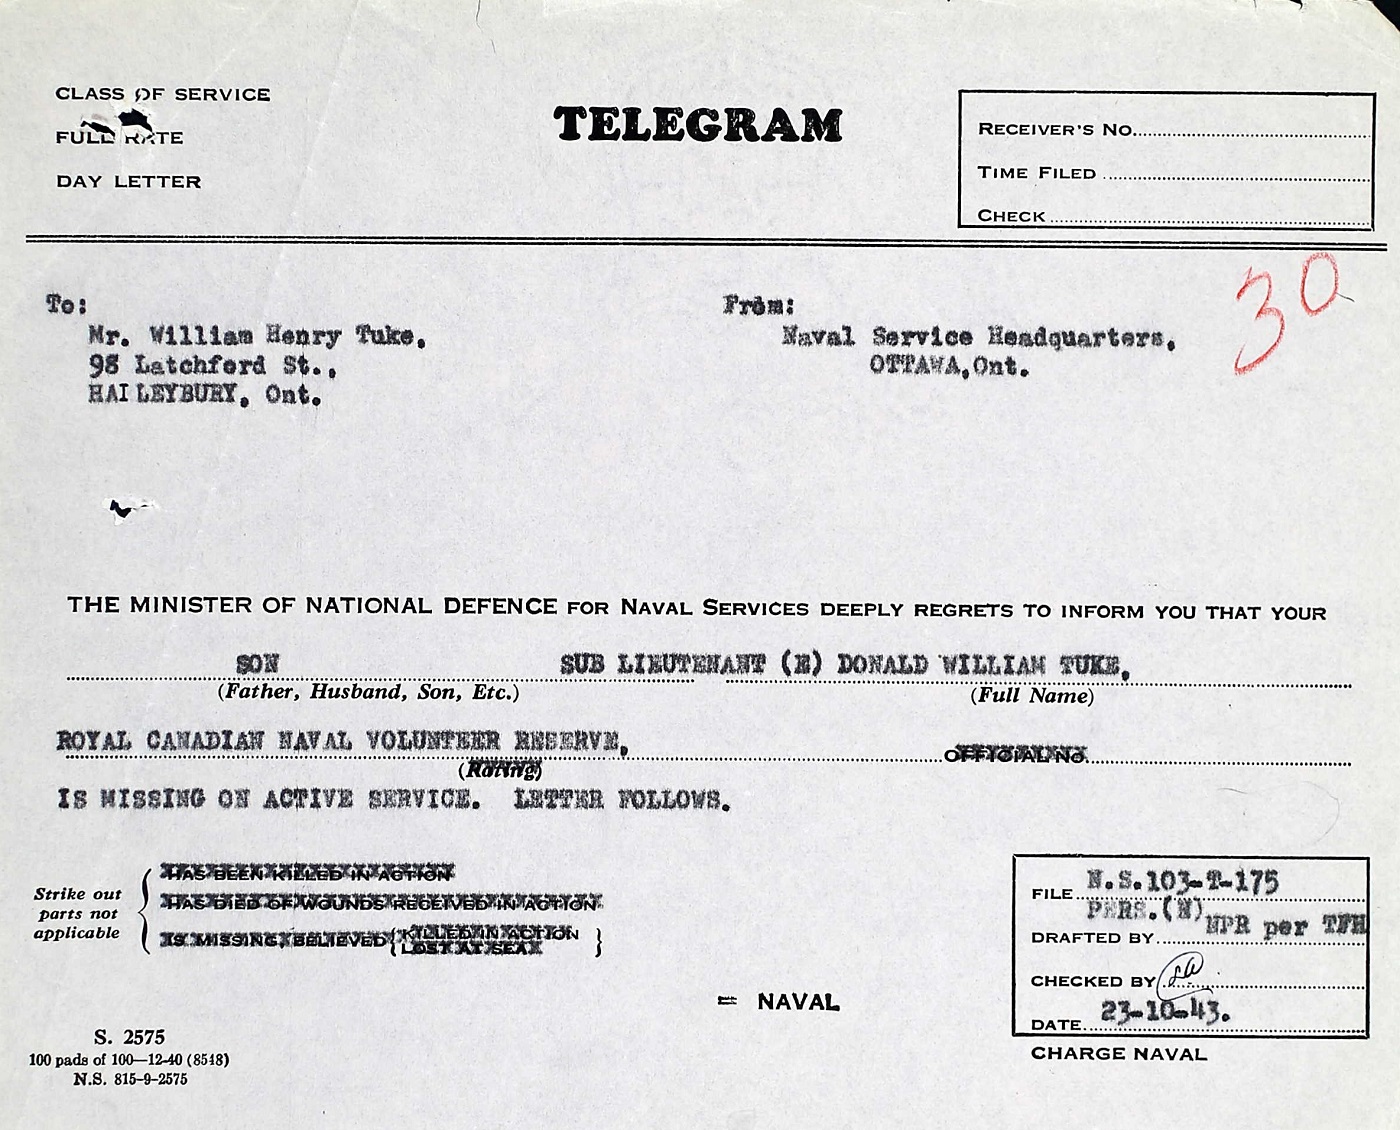 CLASS OF SERVICE
FULL RATE
DAY LETTER
TELEGRAM
RECEIVER'S NO.
TIME FILED
CHECK
30
To:
Mr. William Henry Tuke,
98 Latchford St.,
HAILEYBURY, Ont.
From:
Naval Service Headquarters,
OTTAWA,Ont.
THE MINISTER OF NATIONAL DEFENCE FOR NAVAL SERVICES DEEPLY REGRETS TO INFORM YOU THAT YOUR
SON SUB LIEUTENANT (E) DONALD WILLIAM TUKE,
(Father, Husband, Son, Etc.) (Full Name)
ROYAL CANADIAN NAVAL VOLUNTEER RESERVE,
OFFICIAL NO.
(Rating)
IS MISSING ON ACTIVE SERVICE. LETTER FOLLOWS.
Strike out
parts not
applicable
HAS BEEN KILLED IN ACTION
HAS DIED OF WOUNDS RECEIVED IN ACTION
IS MISSING, BELIEVED { KILLED IN ACTION
LOST AT SEA }
= NAVAL
FILE N.S.103-T-175
PERS.(N)
DRAFTED BY NPR per TFH
CHECKED BY
DATE 23-10-43.
CHARGE NAVAL
S. 2575
100 pads of 100—12-40 (8548)
N.S. 815-9-2575